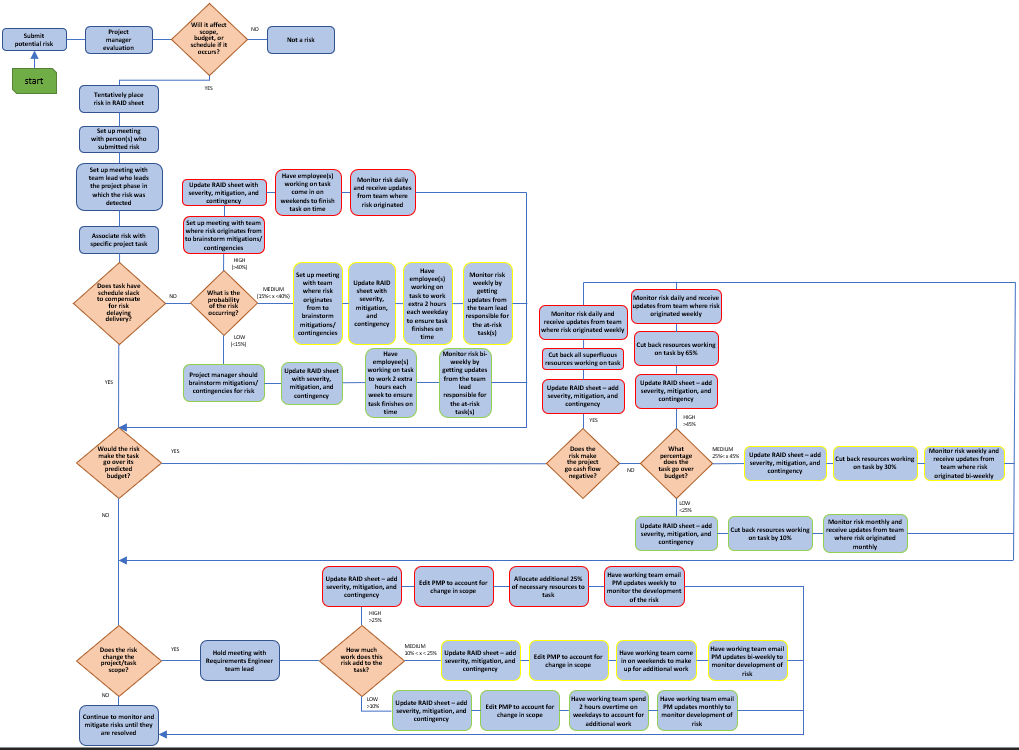 Submit
potential risk
start
Project
manager
evaluation
Will it affect
scope,
budget, or
schedule if it
occurs?
NO
Not a risk
YES
Tentatively place
risk in RAID sheet
Set up meeting
with person(s) who
submitted risk
Set up meeting with
team lead who leads
the project phase in
which the risk was
detected
Associate risk with
specific project task
Does task have
schedule slack
to compensate
for risk
delaying
delivery?
NO
YES
What is the
probability
of the risk
occurring?
HIGH
(>40%)
Set up meeting with team
where risk originates from
to brainstorm mitigations/
contingencies
Update RAID sheet with
severity, mitigation, and
contingency
Have employee(s)
working on task
come in on
weekends to finish
task on time
Monitor risk daily
and receive updates
from team where
risk originated
MEDIUM
(15%< x <40%)
Set up meeting
with team
where risk
originates
from to
brainstorm
mitigations/
contingencies
Update RAID
sheet with
severity,
mitigation,
and
contingency
Have
employee(s)
working on
task to work
extra 2 hours
each weekday
to ensure task
finishes on
time
Monitor risk
weekly by
getting
updates from
the team lead
responsible for
the at-risk
task(s)
LOW
(<15%)
Project manager should
brainstorm mitigations/
contingencies for risk
Update RAID sheet
with severity,
mitigation, and
contingency
Have
employee(s)
working on task
to work 2 extra
hours each
week to ensure
task finishes on
time
Monitor risk bi-
weekly by
getting updates
from the team
lead
responsible for
the at-risk
task(s)
Would the risk
make the task
go over its
predicted
budget?
YES
NO
Does the
risk make
the project
go cash flow
negative?
YES
Update RAID sheet – add
severity, mitigation, and
contingency
Cut back all superfluous
resources working on task
Monitor risk daily and
receive updates from team
where risk originated weekly
NO
What
percentage
does the
task go over
budget?
HIGH
>45%
Update RAID sheet – add
severity, mitigation, and
contingency
Cut back resources working
on task by 65%
Monitor risk daily and receive
updates from team where risk
originated weekly
MEDIUM
25%< x 45%
Update RAID sheet – add
severity, mitigation, and
contingency
Cut back resources working
on task by 30%
Monitor risk weekly and
receive updates from
team where risk
originated bi-weekly
LOW
<25%
Update RAID sheet – add
severity, mitigation, and
contingency
Cut back resources working
on task by 10%
Monitor risk monthly and
receive updates from team
where risk originated
monthly
Does the risk
change the
project/task
scope?
YES
NO
Hold meeting with
Requirements Engineer
team lead
How much
work does this
risk add to the
task?
HIGH
>25%
Update RAID sheet – add
severity, mitigation, and
contingency
Edit PMP to account for
change in scope
Allocate additional 25%
of necessary resources to
task
Have working team email
PM updates weekly to
monitor the development
of the risk
MEDIUM
10% < x < 25%
Update RAID sheet – add
severity, mitigation, and
contingency
Edit PMP to account for
change in scope
Have working team come
in on weekends to make
up for additional work
Have working team email
PM updates bi-weekly to
monitor development of
risk
LOW
>10%
Update RAID sheet – add
severity, mitigation, and
contingency
Edit PMP to account for
change in scope
Have working team spend
2 hours overtime on
weekdays to account for
additional work
Have working team email
PM updates monthly to
monitor development of
risk
Continue to monitor and
mitigate risks until they
are resolved